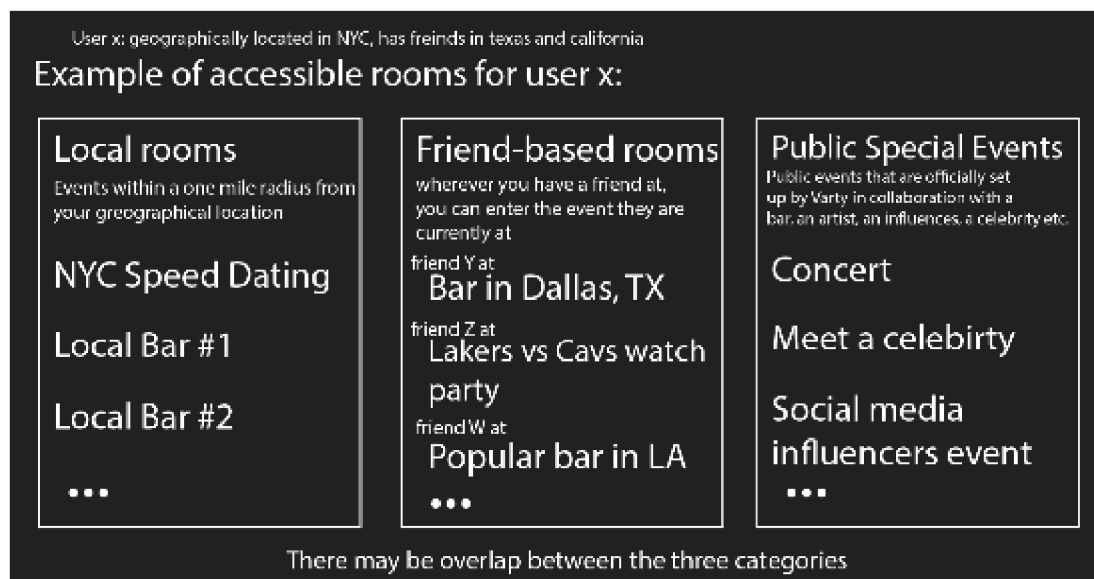 User x: geographically located in NYC, has freinds in texas and california
Example of accessible rooms for user x:
Local rooms
Events within a one mile radius from
your greographical location
NYC Speed Dating
Local Bar #1
Local Bar #2
...
Friend-based rooms
wherever you have a friend at,
you can enter the event they are
currently at
friend Y at
Bar in Dallas, TX
friend Z at
Lakers vs Cavs watch
party
friend W at
Popular bar in LA
...
Public Special Events
Public events that are officially set
up by Varty in collaboration with a
bar, an artist, an influences, a celebrity etc.
Concert
Meet a celebirty
Social media
influencers event
...
There may be overlap between the three categories